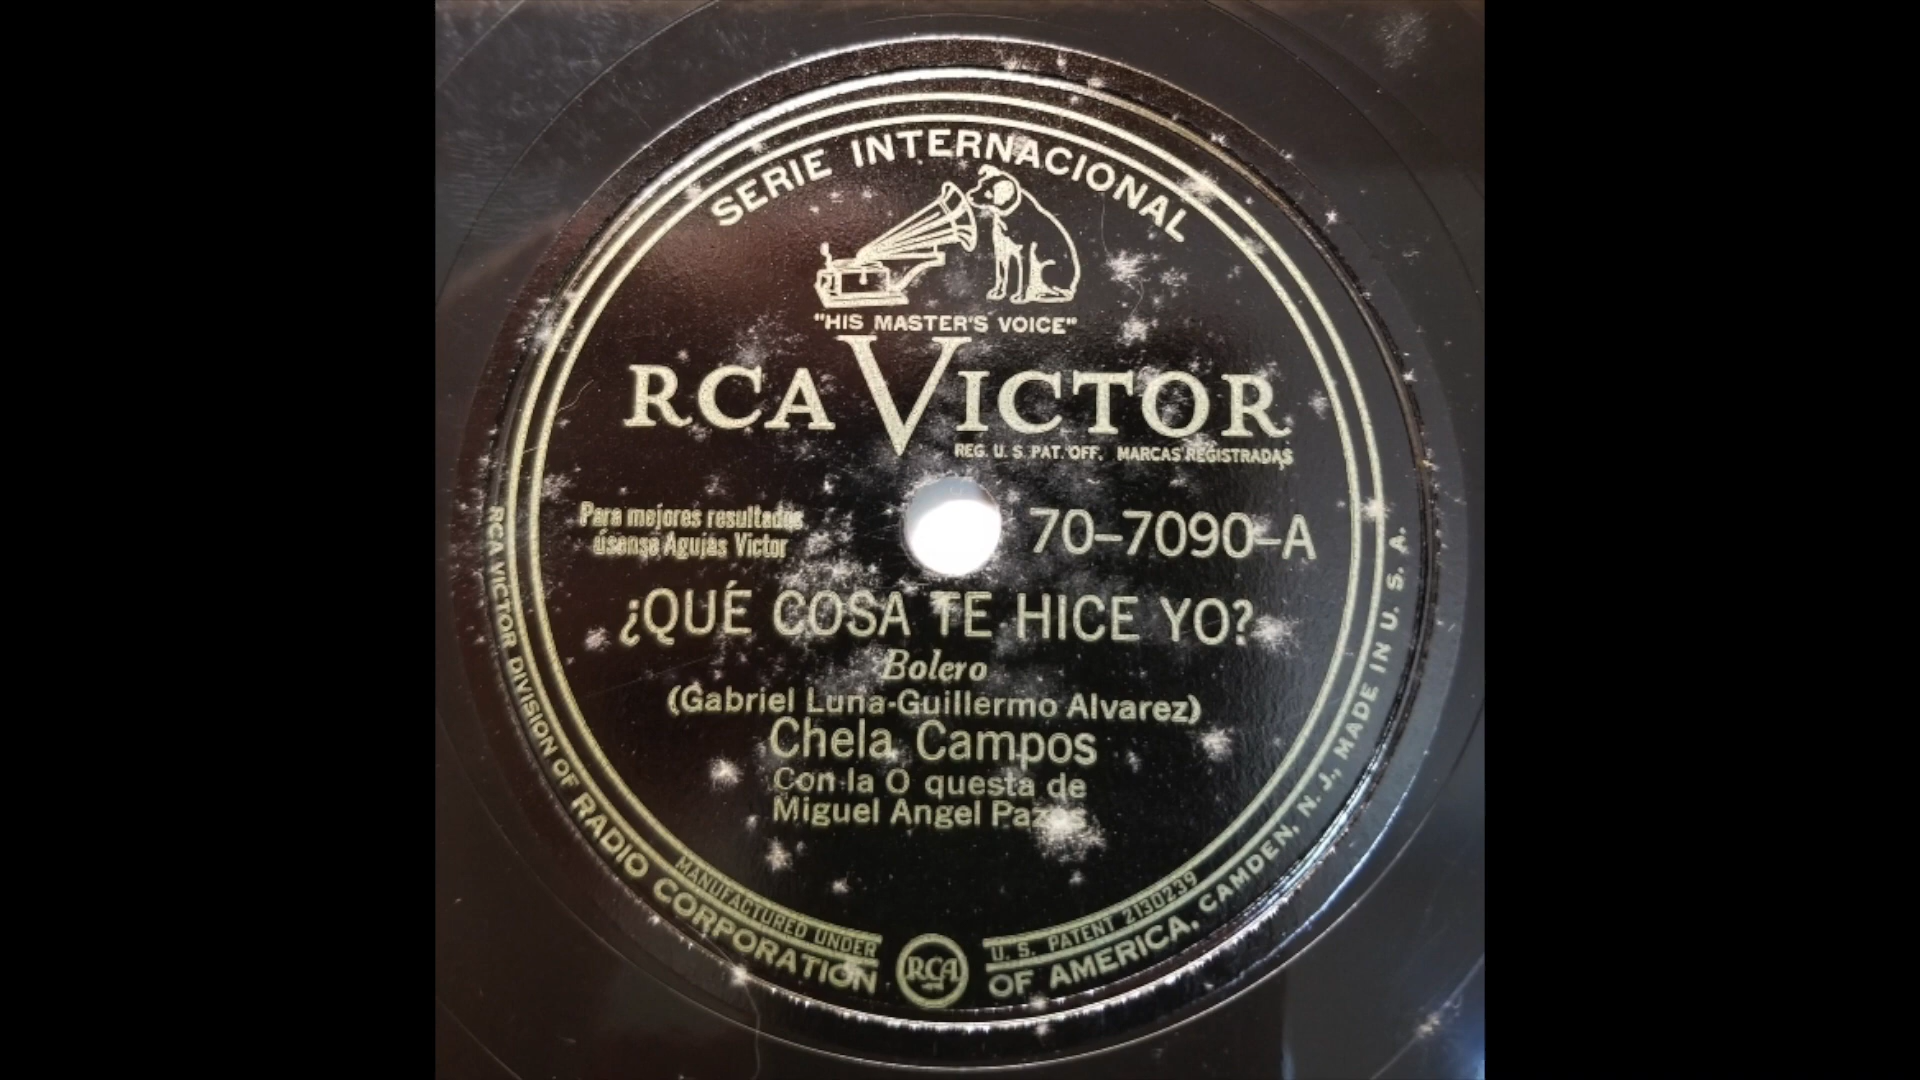 SERIE INTERNACIONAL
"HIS MASTER'S VOICE"
RCA VICTOR
REG. U. S. PAT. OFF. MARCAS REGISTRADAS
Para mejores resultados
úsense Agujas Victor
70-7090-A
¿QUÉ COSA TE HICE YO?
Bolero
(Gabriel Luna-Guillermo Alvarez)
Chela Campos
Con la O questa de
Miguel Angel
MANUFACTURED UNDER
U. S. PATENT 2130239
RCA VICTOR DIVISION OF RADIO CORPORATION
RCA
OF AMERICA, CAMDEN, N. J., MADE IN U. S. A.